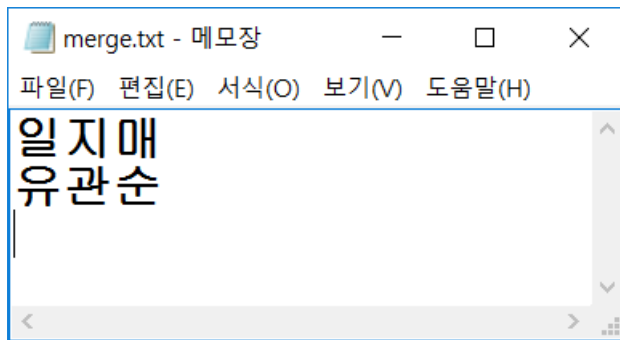 merge.txt - 메모장
파일(F) 편집(E) 서식(O) 보기(V) 도움말(H)
일지매
유관순